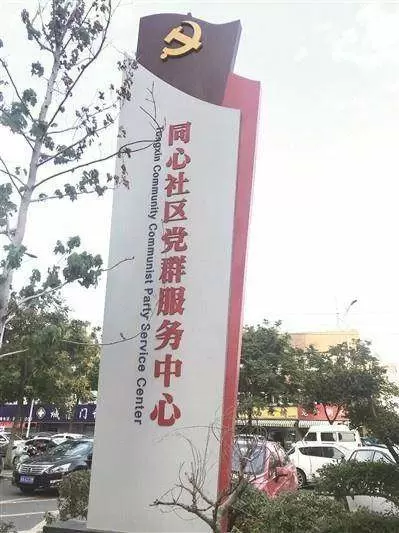 同心社区党群服务中心
Tongxin Community Communist Party Service Center